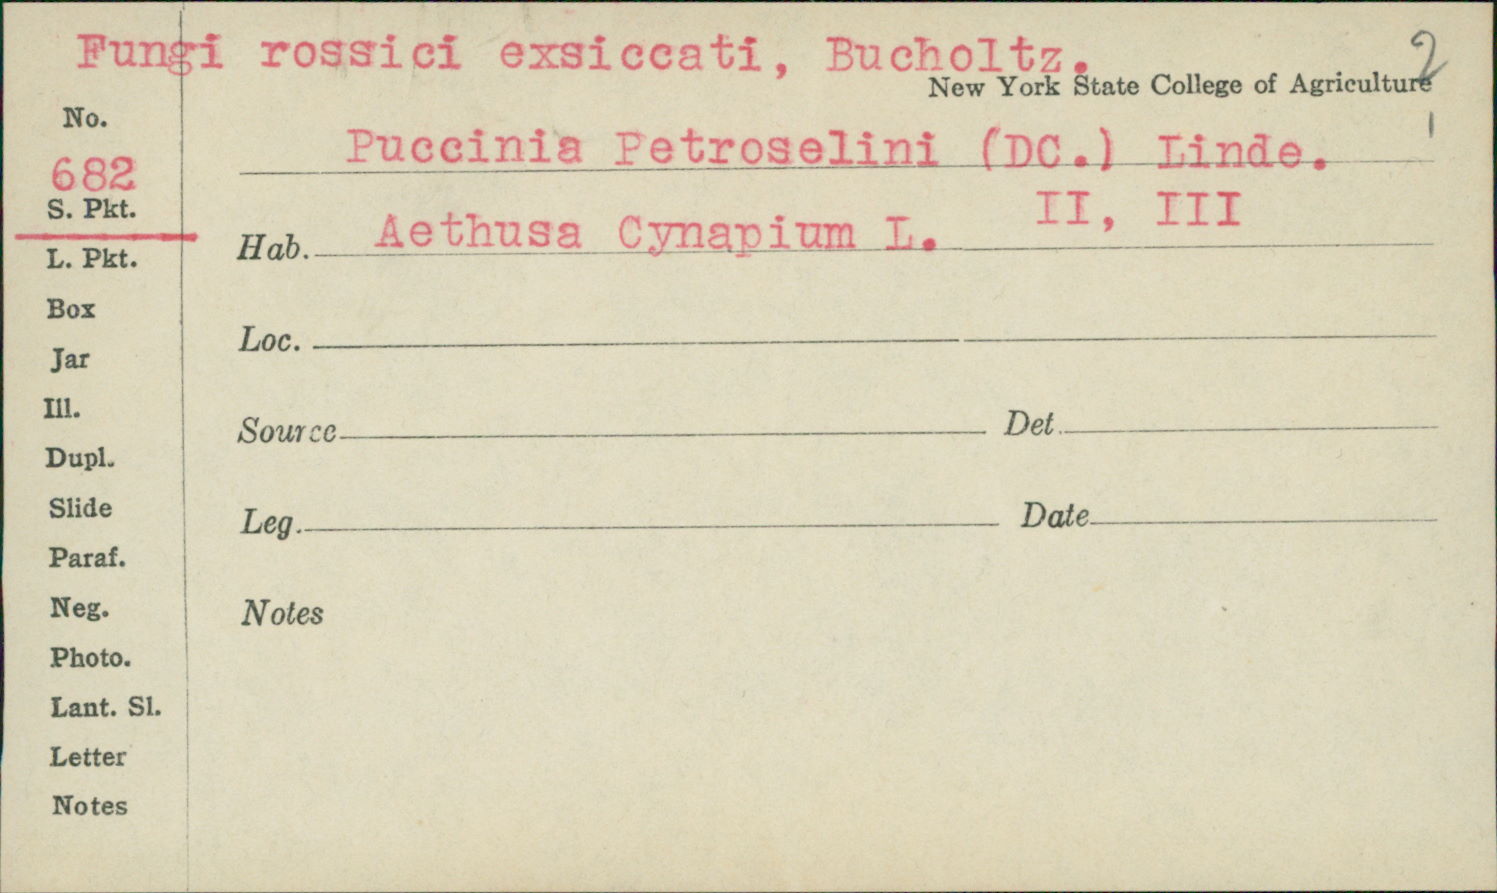 Fungi rossici exsiccati, Bucholtz.
2
New York State College of Agriculture
No.
682
Puccinia Petroselini (DC.) Linde.
S. Pkt.
II, III
Hab. Aethusa Cynapium L.
L. Pkt.
Box
Loc.
Jar
Ill.
Source Det.
Dupl.
Slide
Leg. Date
Paraf.
Neg.
Notes
Photo.
Lant. Sl.
Letter
Notes